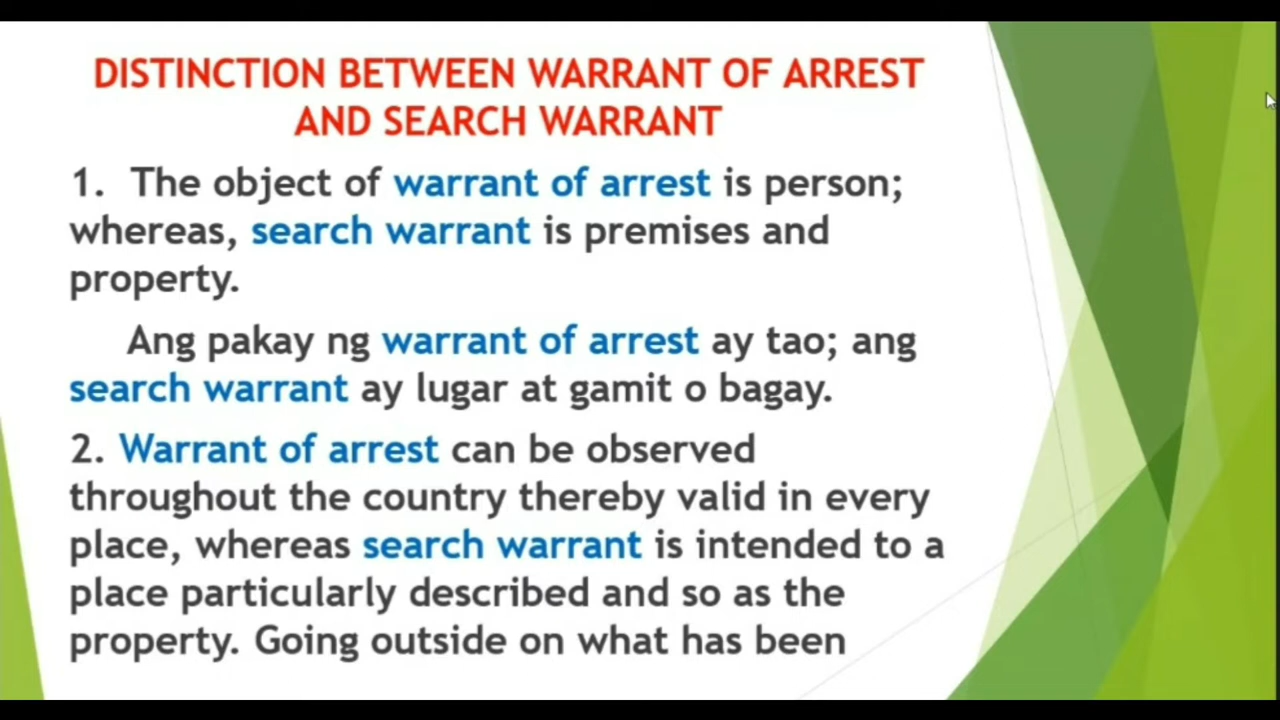 DISTINCTION BETWEEN WARRANT OF ARREST
AND SEARCH WARRANT
1. The object of warrant of arrest is person;
whereas, search warrant is premises and
property.
Ang pakay ng warrant of arrest ay tao; ang
search warrant ay lugar at gamit o bagay.
2. Warrant of arrest can be observed
throughout the country thereby valid in every
place, whereas search warrant is intended to a
place particularly described and so as the
property. Going outside on what has been